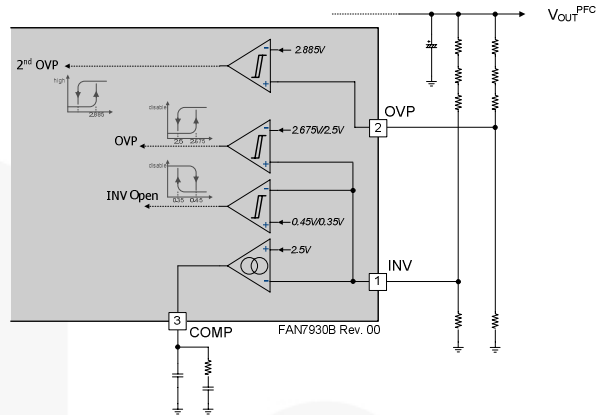 V_OUT^PFC
2nd OVP
2.885V
high
2.885
OVP
2
disable
2.5 2.675
OVP
2.675V/2.5V
disable
0.35 0.45
INV Open
0.45V/0.35V
2.5V
INV
1
3
COMP
FAN7930B Rev. 00